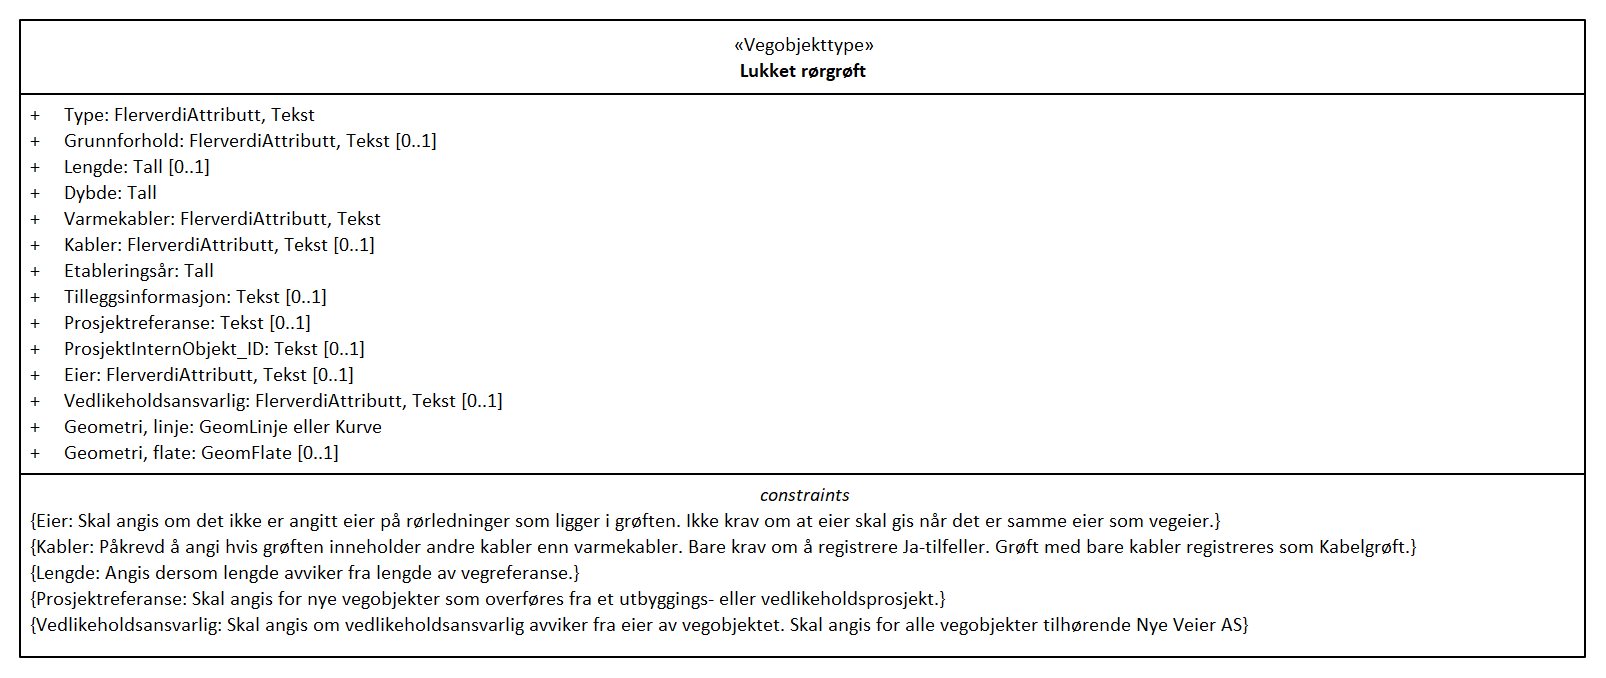 «Vegobjekttype»
Lukket rørgrøft
+ Type: FlerverdiAttributt, Tekst
+ Grunnforhold: FlerverdiAttributt, Tekst [0..1]
+ Lengde: Tall [0..1]
+ Dybde: Tall
+ Varmekabler: FlerverdiAttributt, Tekst
+ Kabler: FlerverdiAttributt, Tekst [0..1]
+ Etableringsår: Tall
+ Tilleggsinformasjon: Tekst [0..1]
+ Prosjektreferanse: Tekst [0..1]
+ ProsjektInternObjekt_ID: Tekst [0..1]
+ Eier: FlerverdiAttributt, Tekst [0..1]
+ Vedlikeholdsansvarlig: FlerverdiAttributt, Tekst [0..1]
+ Geometri, linje: GeomLinje eller Kurve
+ Geometri, flate: GeomFlate [0..1]
constraints
{Eier: Skal angis om det ikke er angitt eier på rørledninger som ligger i grøften. Ikke krav om at eier skal gis når det er samme eier som vegeier.}
{Kabler: Påkrevd å angi hvis grøften inneholder andre kabler enn varmekabler. Bare krav om å registrere Ja-tilfeller. Grøft med bare kabler registreres som Kabelgrøft.}
{Lengde: Angis dersom lengde avviker fra lengde av vegreferanse.}
{Prosjektreferanse: Skal angis for nye vegobjekter som overføres fra et utbyggings- eller vedlikeholdsprosjekt.}
{Vedlikeholdsansvarlig: Skal angis om vedlikeholdsansvarlig avviker fra eier av vegobjektet. Skal angis for alle vegobjekter tilhørende Nye Veier AS}